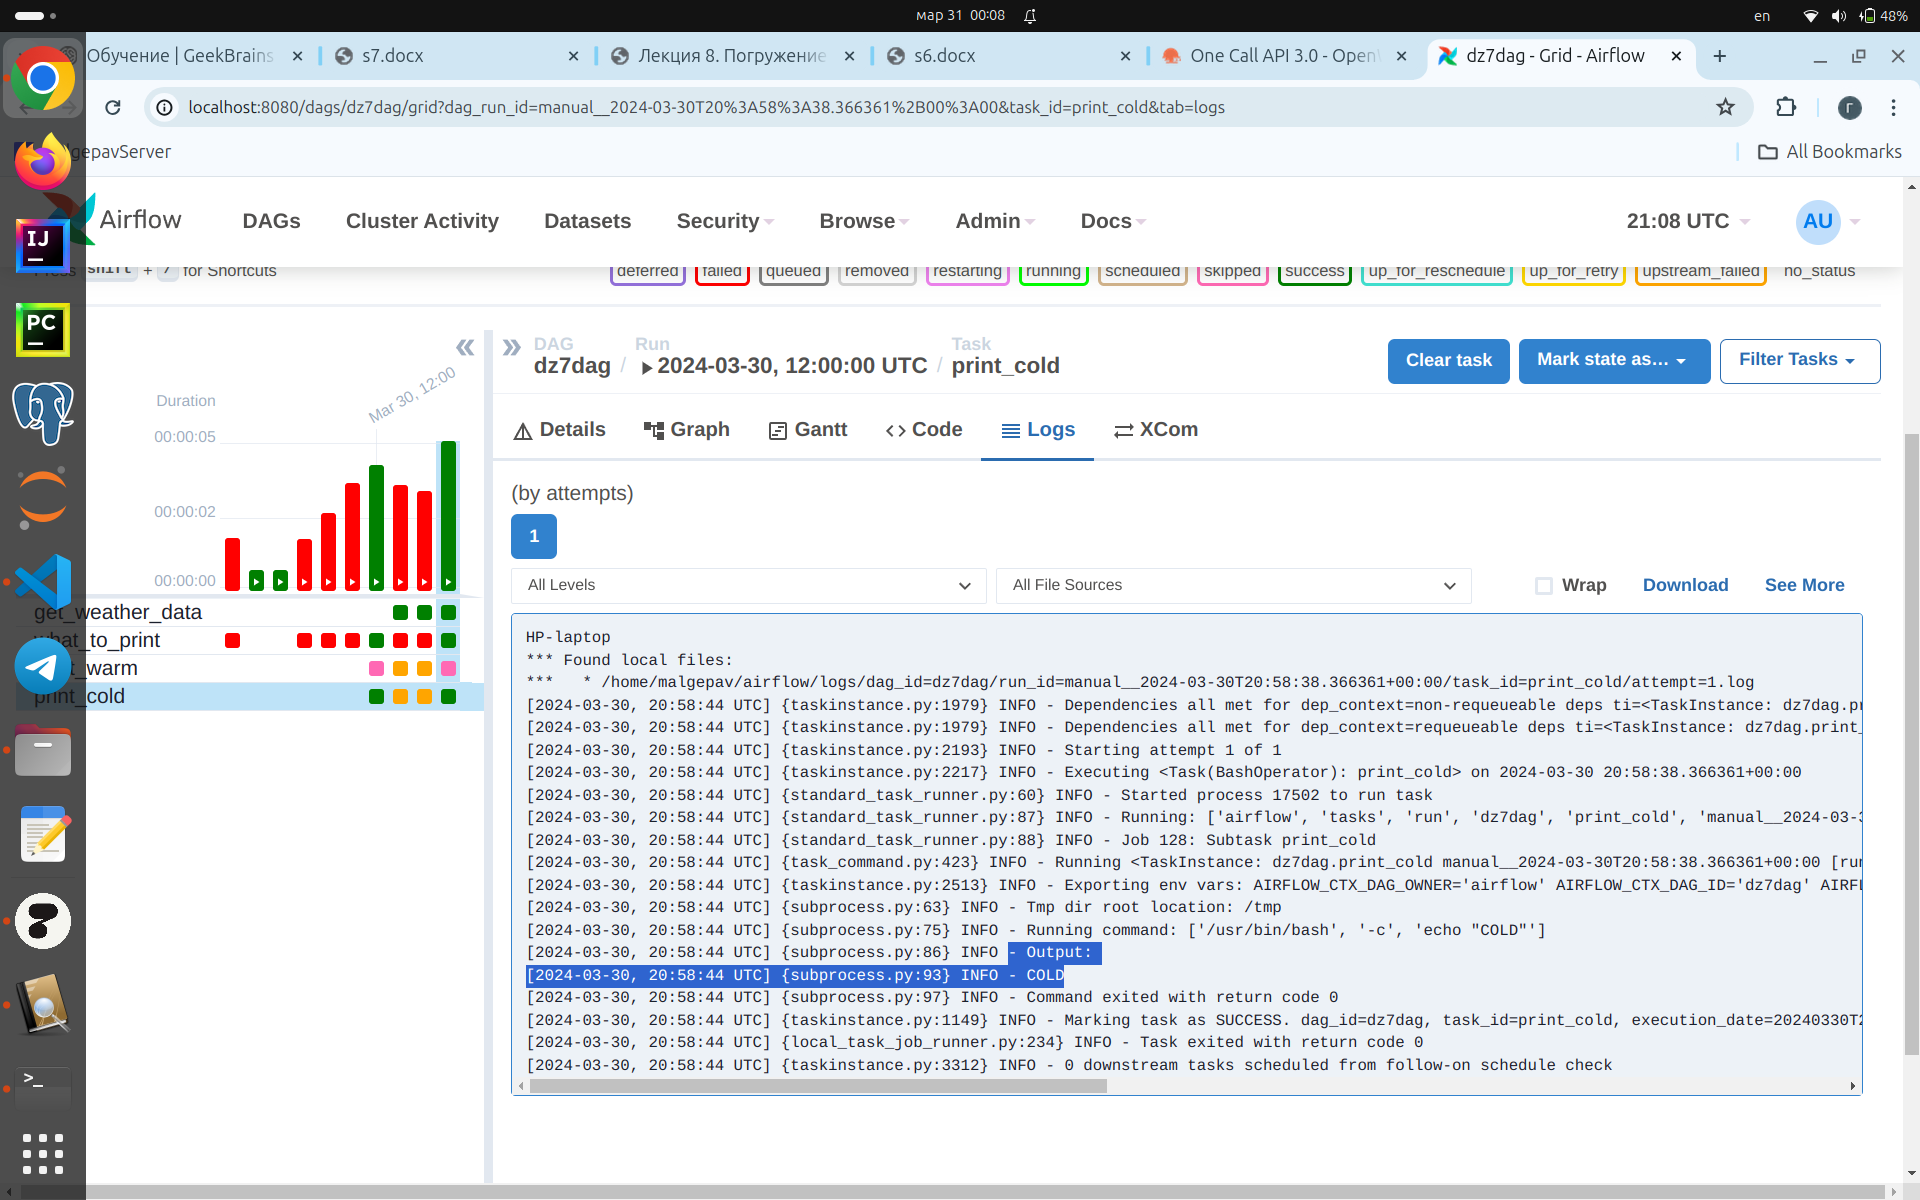 мар 31 00:08
en
48%
Обучение | GeekBrains
s7.docx
Лекция 8. Погружение
s6.docx
One Call API 3.0 - Open
dz7dag - Grid - Airflow
localhost:8080/dags/dz7dag/grid?dag_run_id=manual__2024-03-30T20%3A58%3A38.366361%2B00%3A00&task_id=print_cold&tab=logs
г
gepavServer
All Bookmarks
Airflow
DAGs
Cluster Activity
Datasets
Security
Browse
Admin
Docs
21:08 UTC
AU
Press shift + / for Shortcuts
deferred
failed
queued
removed
restarting
running
scheduled
skipped
success
up_for_reschedule
up_for_retry
upstream_failed
no_status
DAG
dz7dag
/
Run
2024-03-30, 12:00:00 UTC
/
Task
print_cold
Clear task
Mark state as...
Filter Tasks
Mar 30, 12:00
Duration
00:00:05
00:00:02
00:00:00
get_weather_data
what_to_print
t_warm
print_cold
Details
Graph
Gantt
Code
Logs
XCom
(by attempts)
1
All Levels
All File Sources
Wrap
Download
See More
HP-laptop
*** Found local files:
***   * /home/malgepav/airflow/logs/dag_id=dz7dag/run_id=manual__2024-03-30T20:58:38.366361+00:00/task_id=print_cold/attempt=1.log
[2024-03-30, 20:58:44 UTC] {taskinstance.py:1979} INFO - Dependencies all met for dep_context=non-requeueable deps ti=<TaskInstance: dz7dag.pr
[2024-03-30, 20:58:44 UTC] {taskinstance.py:1979} INFO - Dependencies all met for dep_context=requeueable deps ti=<TaskInstance: dz7dag.print_
[2024-03-30, 20:58:44 UTC] {taskinstance.py:2193} INFO - Starting attempt 1 of 1
[2024-03-30, 20:58:44 UTC] {taskinstance.py:2217} INFO - Executing <Task(BashOperator): print_cold> on 2024-03-30 20:58:38.366361+00:00
[2024-03-30, 20:58:44 UTC] {standard_task_runner.py:60} INFO - Started process 17502 to run task
[2024-03-30, 20:58:44 UTC] {standard_task_runner.py:87} INFO - Running: ['airflow', 'tasks', 'run', 'dz7dag', 'print_cold', 'manual__2024-03-3
[2024-03-30, 20:58:44 UTC] {standard_task_runner.py:88} INFO - Job 128: Subtask print_cold
[2024-03-30, 20:58:44 UTC] {task_command.py:423} INFO - Running <TaskInstance: dz7dag.print_cold manual__2024-03-30T20:58:38.366361+00:00 [run
[2024-03-30, 20:58:44 UTC] {taskinstance.py:2513} INFO - Exporting env vars: AIRFLOW_CTX_DAG_OWNER='airflow' AIRFLOW_CTX_DAG_ID='dz7dag' AIRFL
[2024-03-30, 20:58:44 UTC] {subprocess.py:63} INFO - Tmp dir root location: /tmp
[2024-03-30, 20:58:44 UTC] {subprocess.py:75} INFO - Running command: ['/usr/bin/bash', '-c', 'echo "COLD"']
[2024-03-30, 20:58:44 UTC] {subprocess.py:86} INFO - Output:
[2024-03-30, 20:58:44 UTC] {subprocess.py:93} INFO - COLD
[2024-03-30, 20:58:44 UTC] {subprocess.py:97} INFO - Command exited with return code 0
[2024-03-30, 20:58:44 UTC] {taskinstance.py:1149} INFO - Marking task as SUCCESS. dag_id=dz7dag, task_id=print_cold, execution_date=20240330T2
[2024-03-30, 20:58:44 UTC] {local_task_job_runner.py:234} INFO - Task exited with return code 0
[2024-03-30, 20:58:44 UTC] {taskinstance.py:3312} INFO - 0 downstream tasks scheduled from follow-on schedule check
IJ
PC